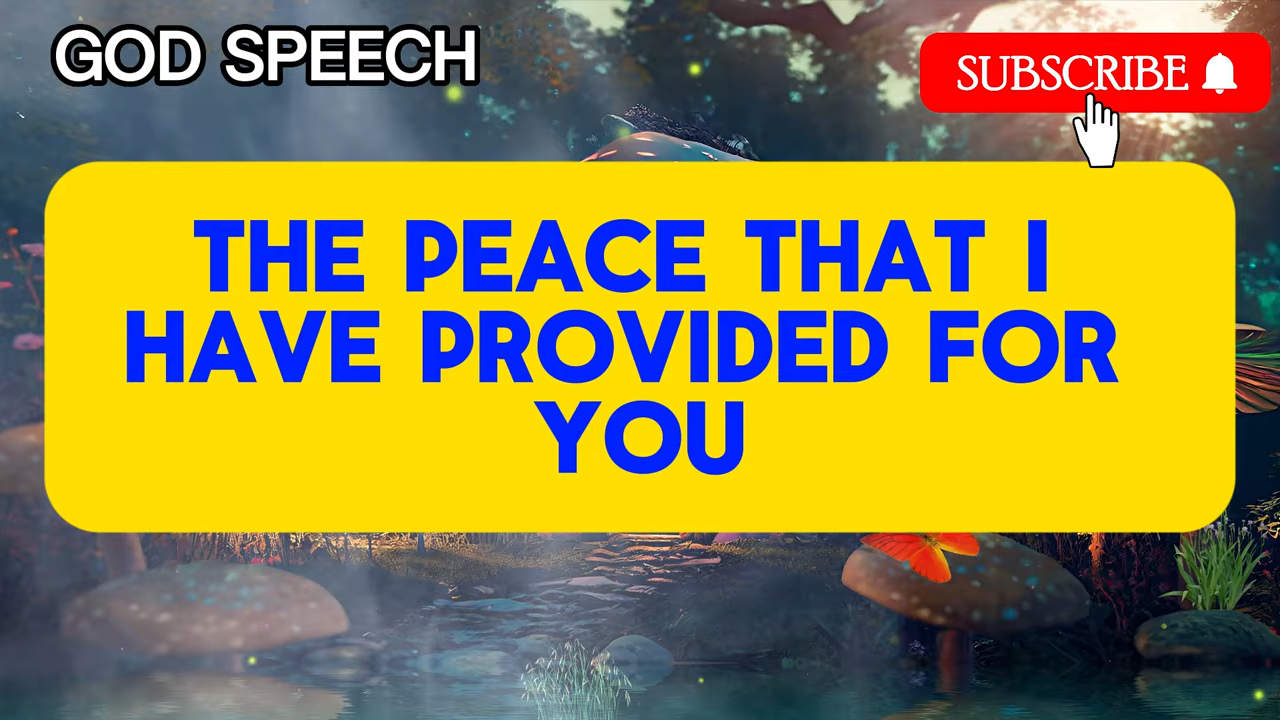 GOD SPEECH
SUBSCRIBE
THE PEACE THAT I
HAVE PROVIDED FOR
YOU